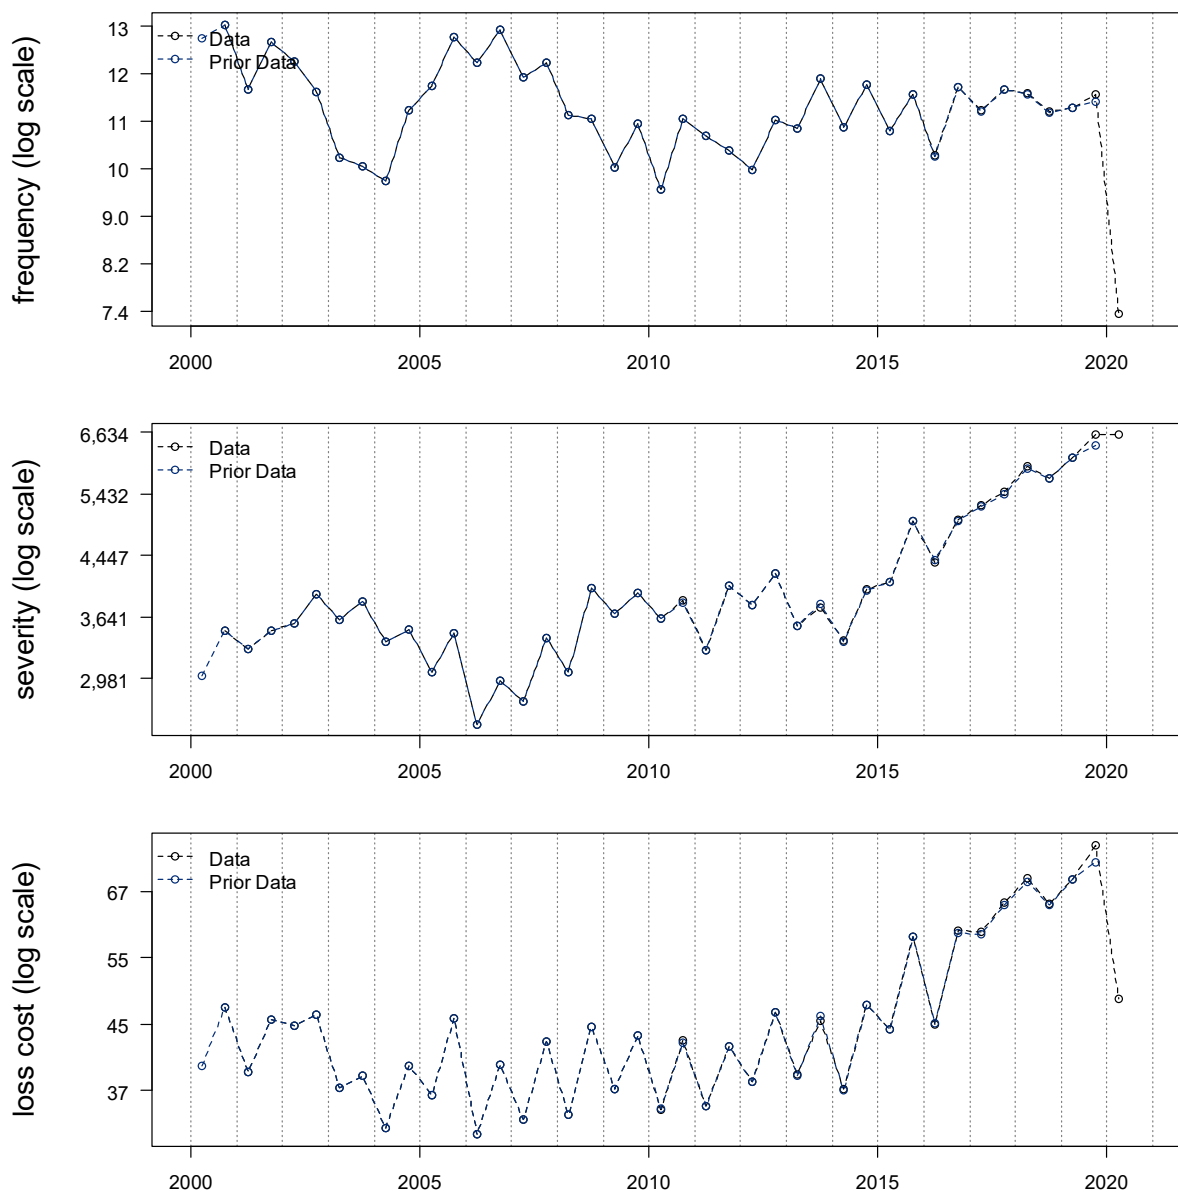 frequency (log scale)
13
12
11
10
9.0
8.2
7.4
Data
Prior Data
2000 2005 2010 2015 2020
severity (log scale)
6,634
5,432
4,447
3,641
2,981
Data
Prior Data
2000 2005 2010 2015 2020
loss cost (log scale)
67
55
45
37
Data
Prior Data
2000 2005 2010 2015 2020